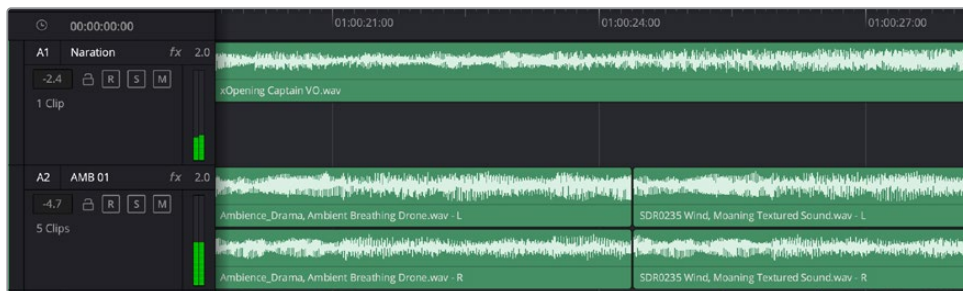 00:00:00:00 01:00:21:00 01:00:24:00 01:00:27:00
A1 Naration fx 2.0
-2.4 R S M
xOpening Captain VO.wav
1 Clip
A2 AMB 01 fx 2.0
-4.7 R S M
Ambience_Drama, Ambient Breathing Drone.wav - L SDR0235 Wind, Moaning Textured Sound.wav - L
5 Clips
Ambience_Drama, Ambient Breathing Drone.wav - R SDR0235 Wind, Moaning Textured Sound.wav - R